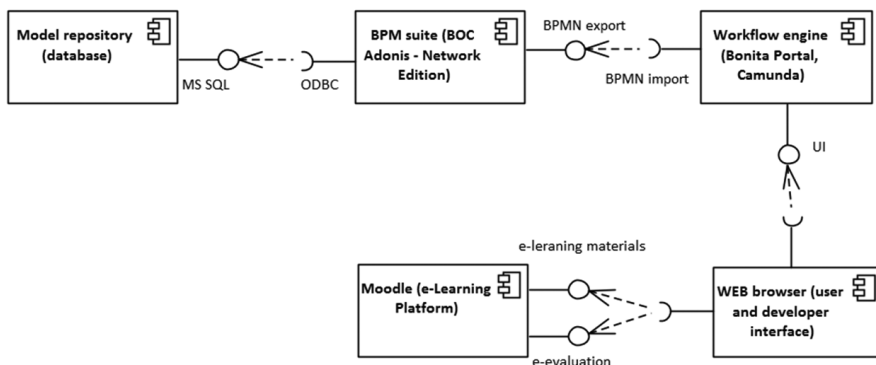 Model repository
(database)
MS SQL
ODBC
BPM suite (BOC
Adonis - Network
Edition)
BPMN export
BPMN import
Workflow engine
(Bonita Portal,
Camunda)
UI
e-leraning materials
Moodle (e-Learning
Platform)
e-evaluation
WEB browser (user
and developer
interface)